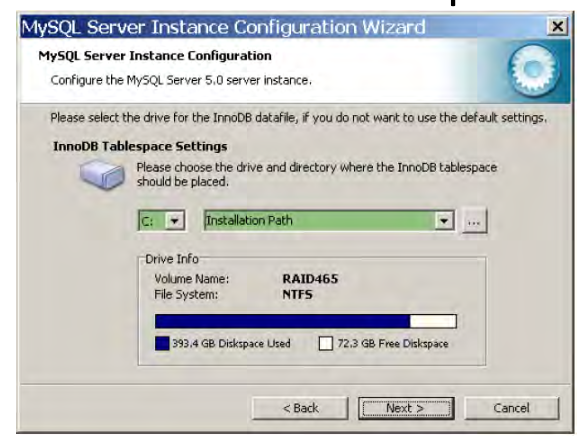 MySQL Server Instance Configuration Wizard
MySQL Server Instance Configuration
Configure the MySQL Server 5.0 server instance.
Please select the drive for the InnoDB datafile, if you do not want to use the default settings.
InnoDB Tablespace Settings
Please choose the drive and directory where the InnoDB tablespace
should be placed.
C: Installation Path ...
Drive Info
Volume Name: RAID465
File System: NTFS
393.4 GB Diskspace Used 72.3 GB Free Diskspace
< Back Next > Cancel